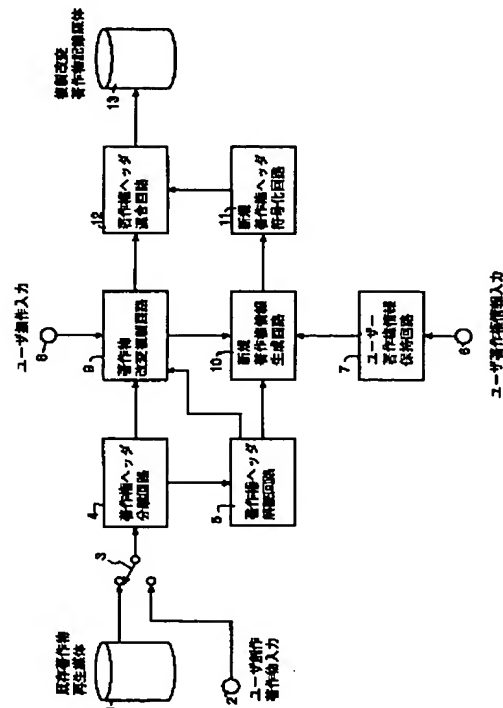 既存著作物
再生媒体
1
2
ユーザ創作
著作物入力
3
4
著作権ヘッダ
分離回路
5
著作権ヘッダ
解読回路
ユーザ操作入力
8
9
著作物
改変複製回路
10
新規
著作権情報
生成回路
7
ユーザー
著作権情報
保持回路
6
ユーザ著作権情報入力
12
著作権ヘッダ
混合回路
11
新規
著作権ヘッダ
符号化回路
複製改変
著作物記録媒体
13